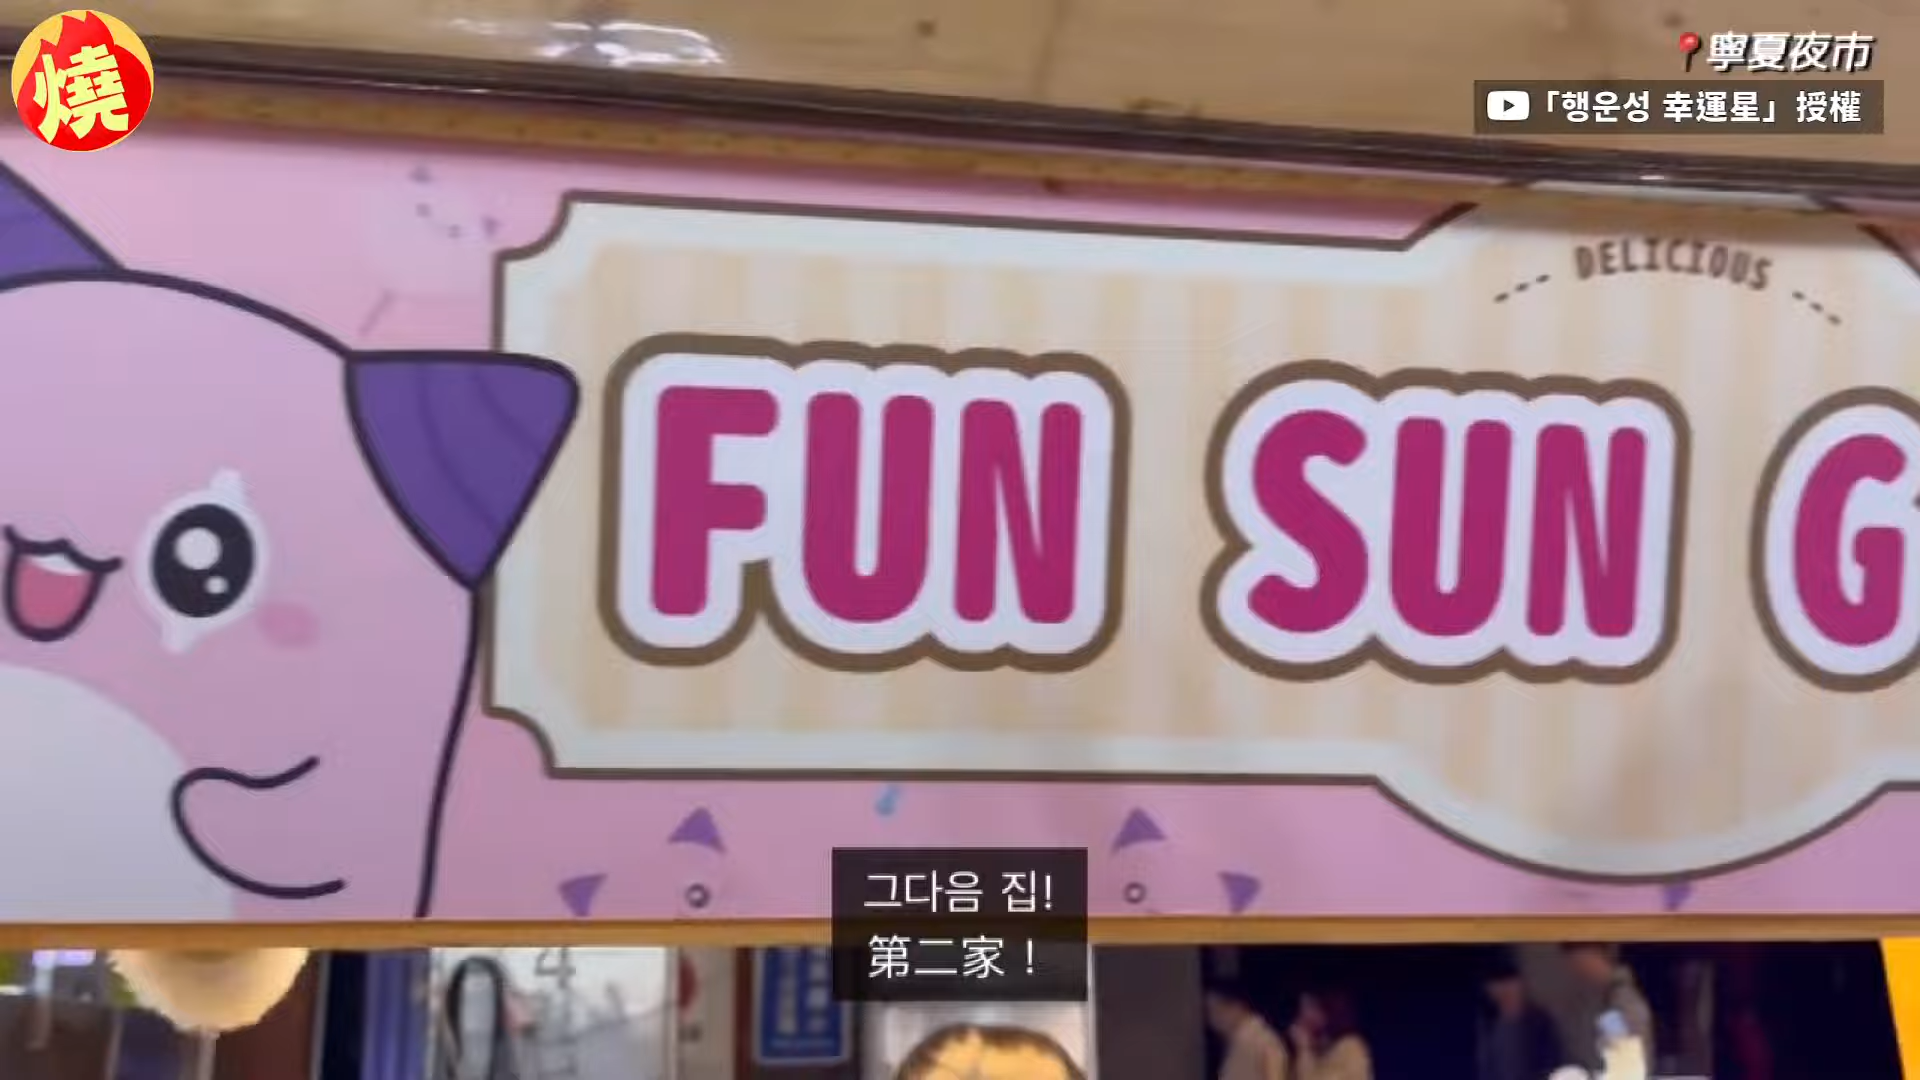 燒
寧夏夜市
「행운성 幸運星」授權
DELICIOUS
FUN SUN G
그다음 집!
第二家！